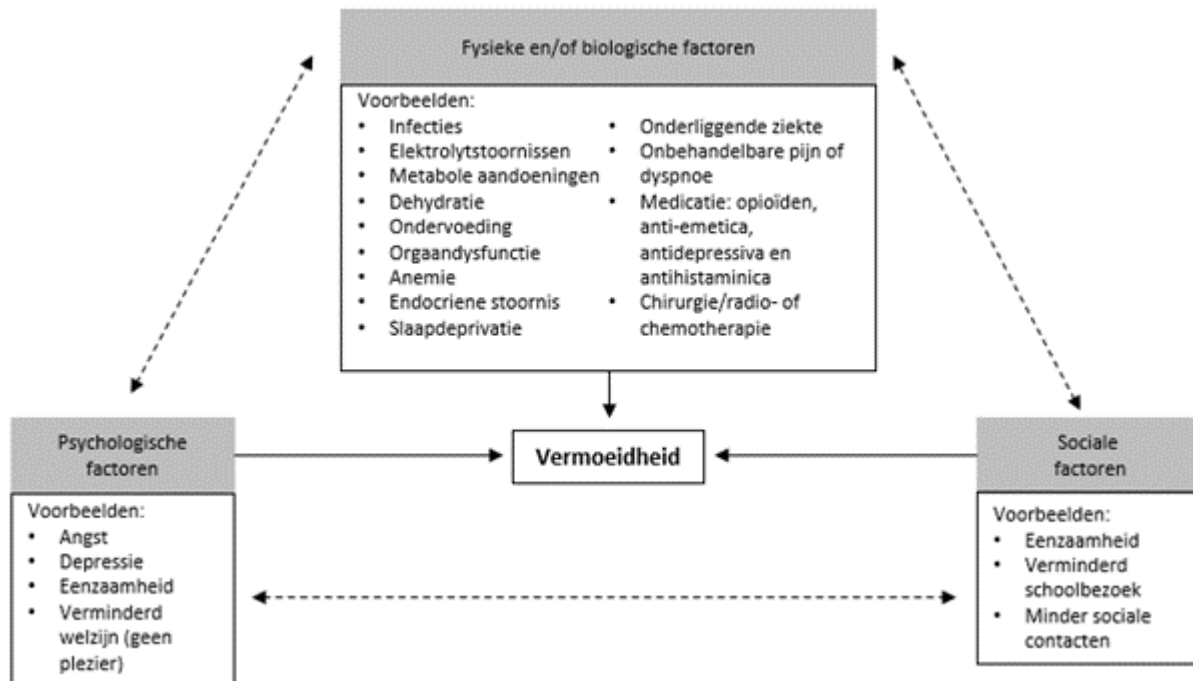 Fysieke en/of biologische factoren
Voorbeelden:
• Infecties
• Elektrolytstoornissen
• Metabole aandoeningen
• Dehydratie
• Ondervoeding
• Orgaandysfunctie
• Anemie
• Endocriene stoornis
• Slaapdeprivatie
• Onderliggende ziekte
• Onbehandelbare pijn of
dyspnoe
• Medicatie: opioïden,
anti-emetica,
antidepressiva en
antihistaminica
• Chirurgie/radio- of
chemotherapie
Psychologische
factoren
Voorbeelden:
• Angst
• Depressie
• Eenzaamheid
• Verminderd
welzijn (geen
plezier)
Vermoeidheid
Sociale
factoren
Voorbeelden:
• Eenzaamheid
• Verminderd
schoolbezoek
• Minder sociale
contacten